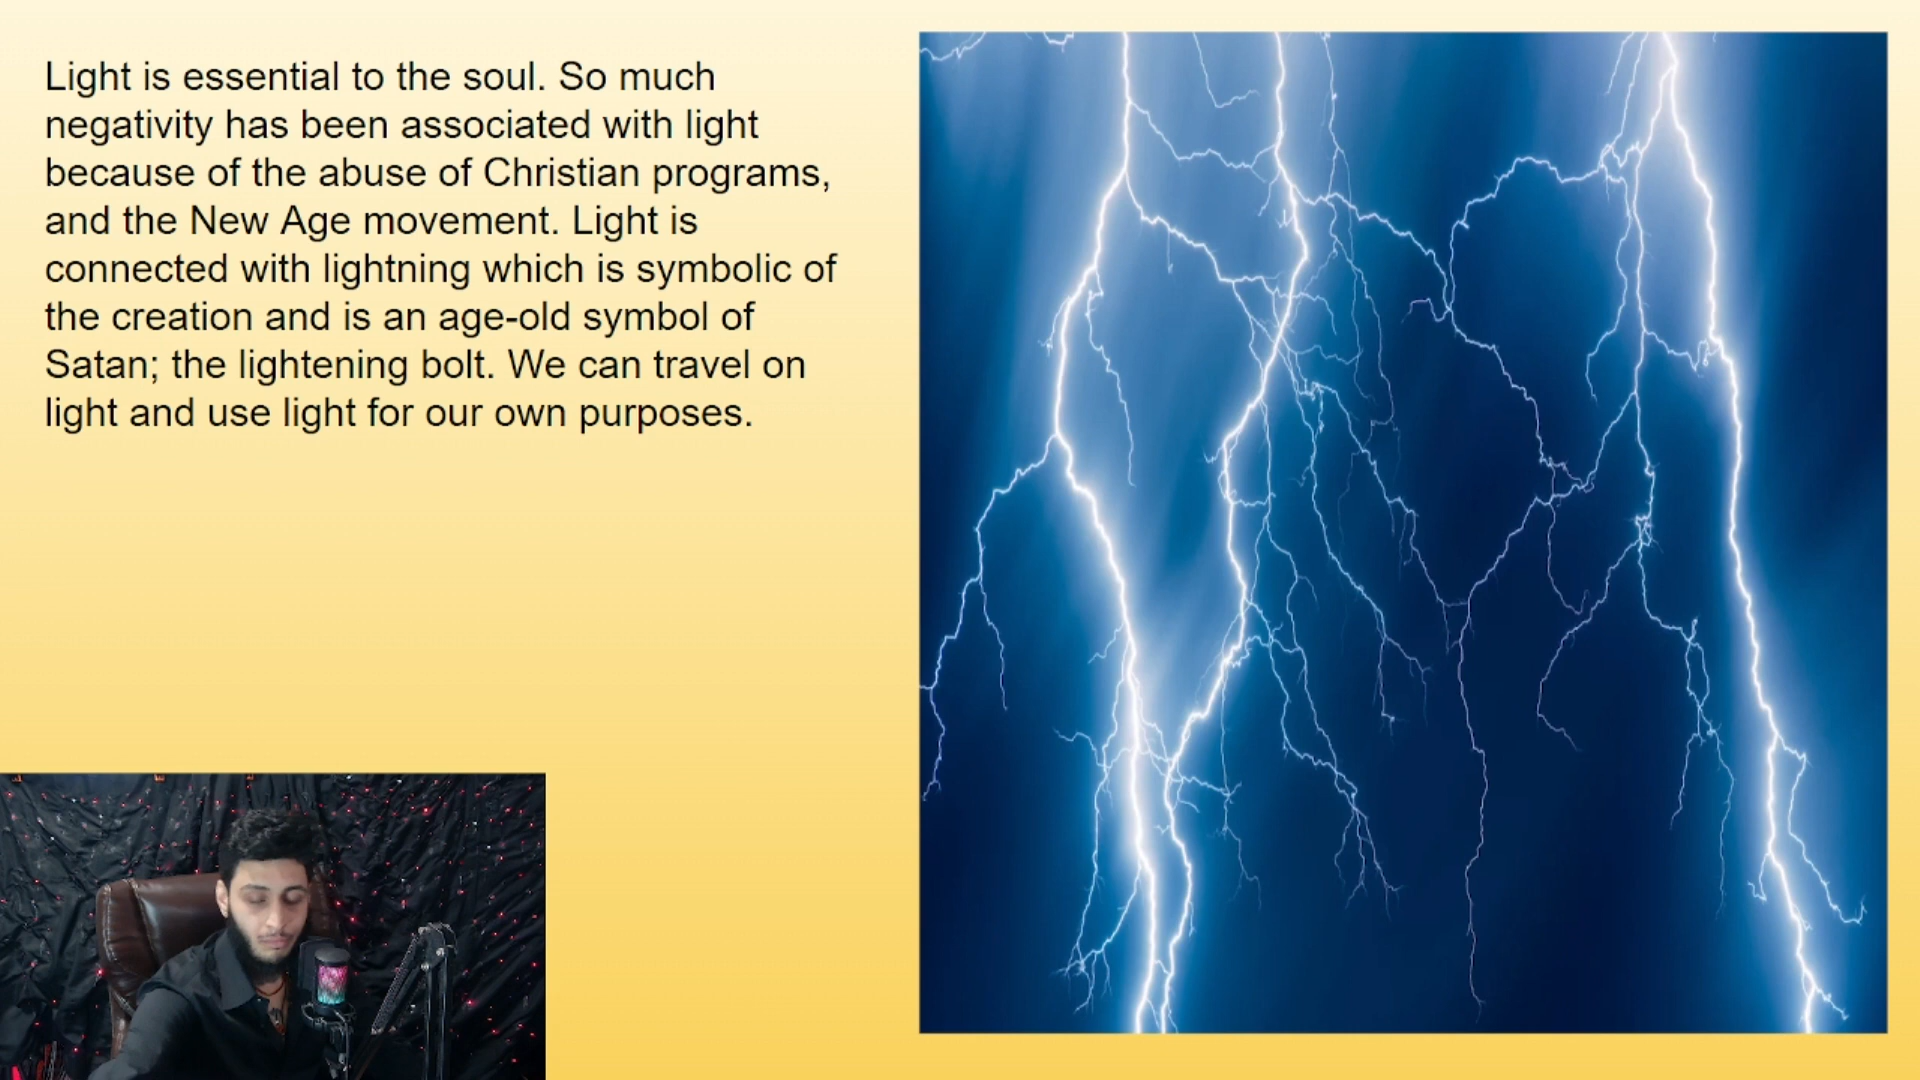 Light is essential to the soul. So much
negativity has been associated with light
because of the abuse of Christian programs,
and the New Age movement. Light is
connected with lightning which is symbolic of
the creation and is an age-old symbol of
Satan; the lightening bolt. We can travel on
light and use light for our own purposes.